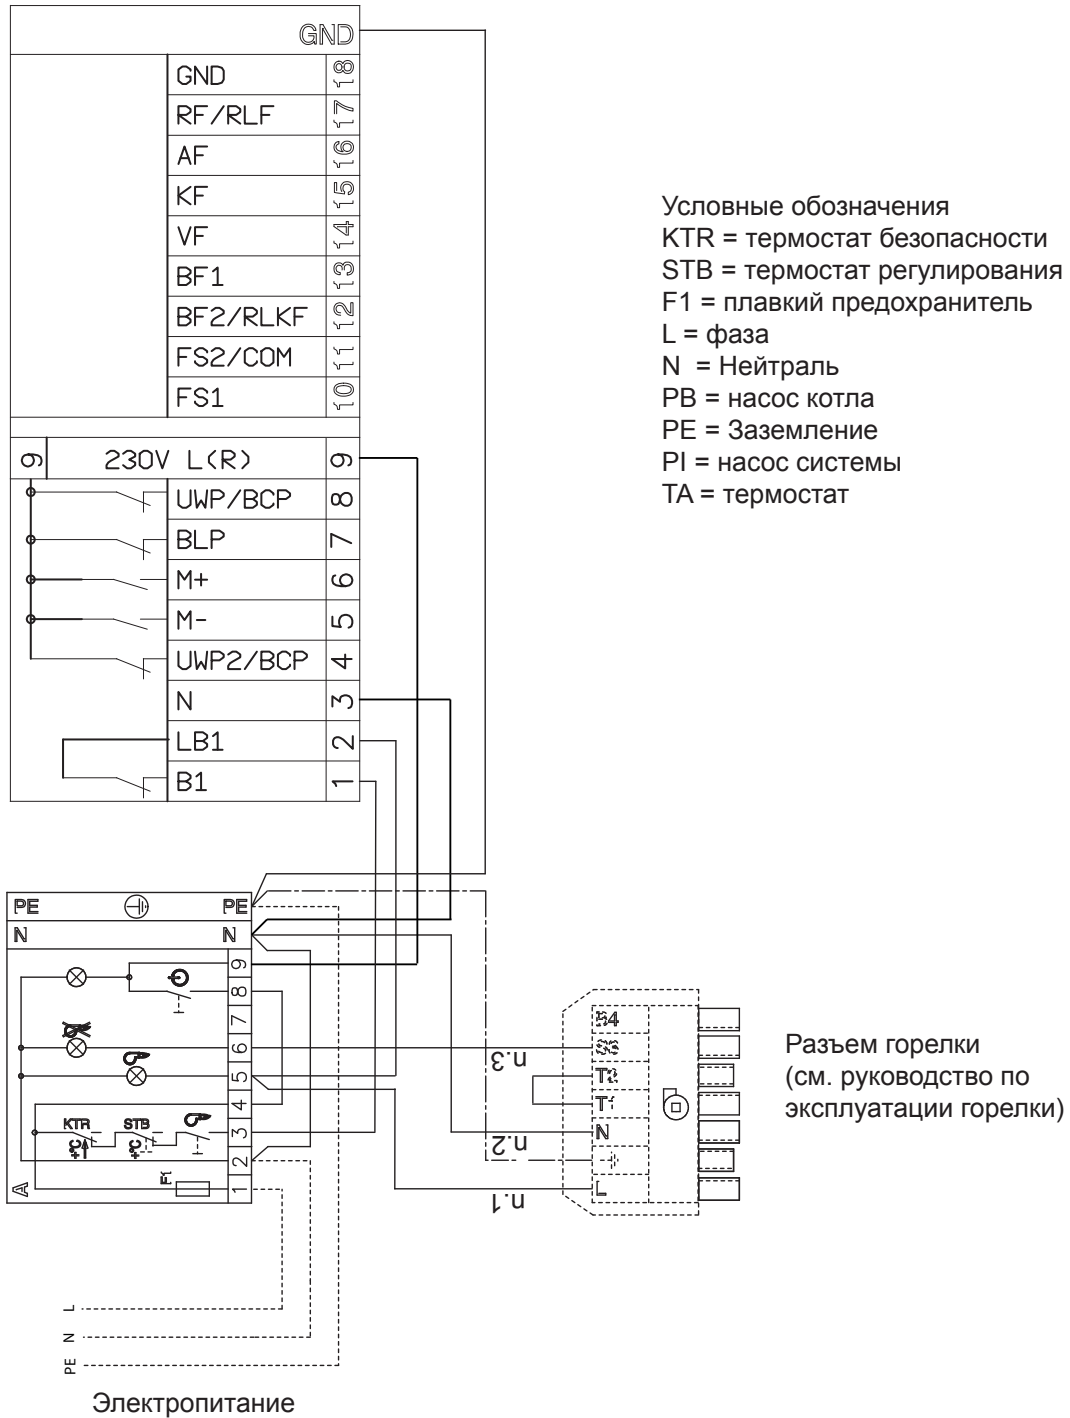 GND
GND 18
RF/RLF 17
AF 16
KF 15
VF 14
BF1 13
BF2/RLKF 12
FS2/COM 11
FS1 10
9 230V L(R) 9
UWP/BCP 8
BLP 7
M+ 6
M- 5
UWP2/BCP 4
N 3
LB1 2
B1 1
Условные обозначения
KTR = термостат безопасности
STB = термостат регулирования
F1 = плавкий предохранитель
L = фаза
N = Нейтраль
PB = насос котла
PE = Заземление
PI = насос системы
TA = термостат
PE PE
N N
9
8
7
6
5
4
KTR STB 3
+°C +°C
2
A F1 1
B4
S3
T2
T1
N
L
n.3
n.2
n.1
Разъем горелки
(см. руководство по
эксплуатации горелки)
L
N
PE
Электропитание